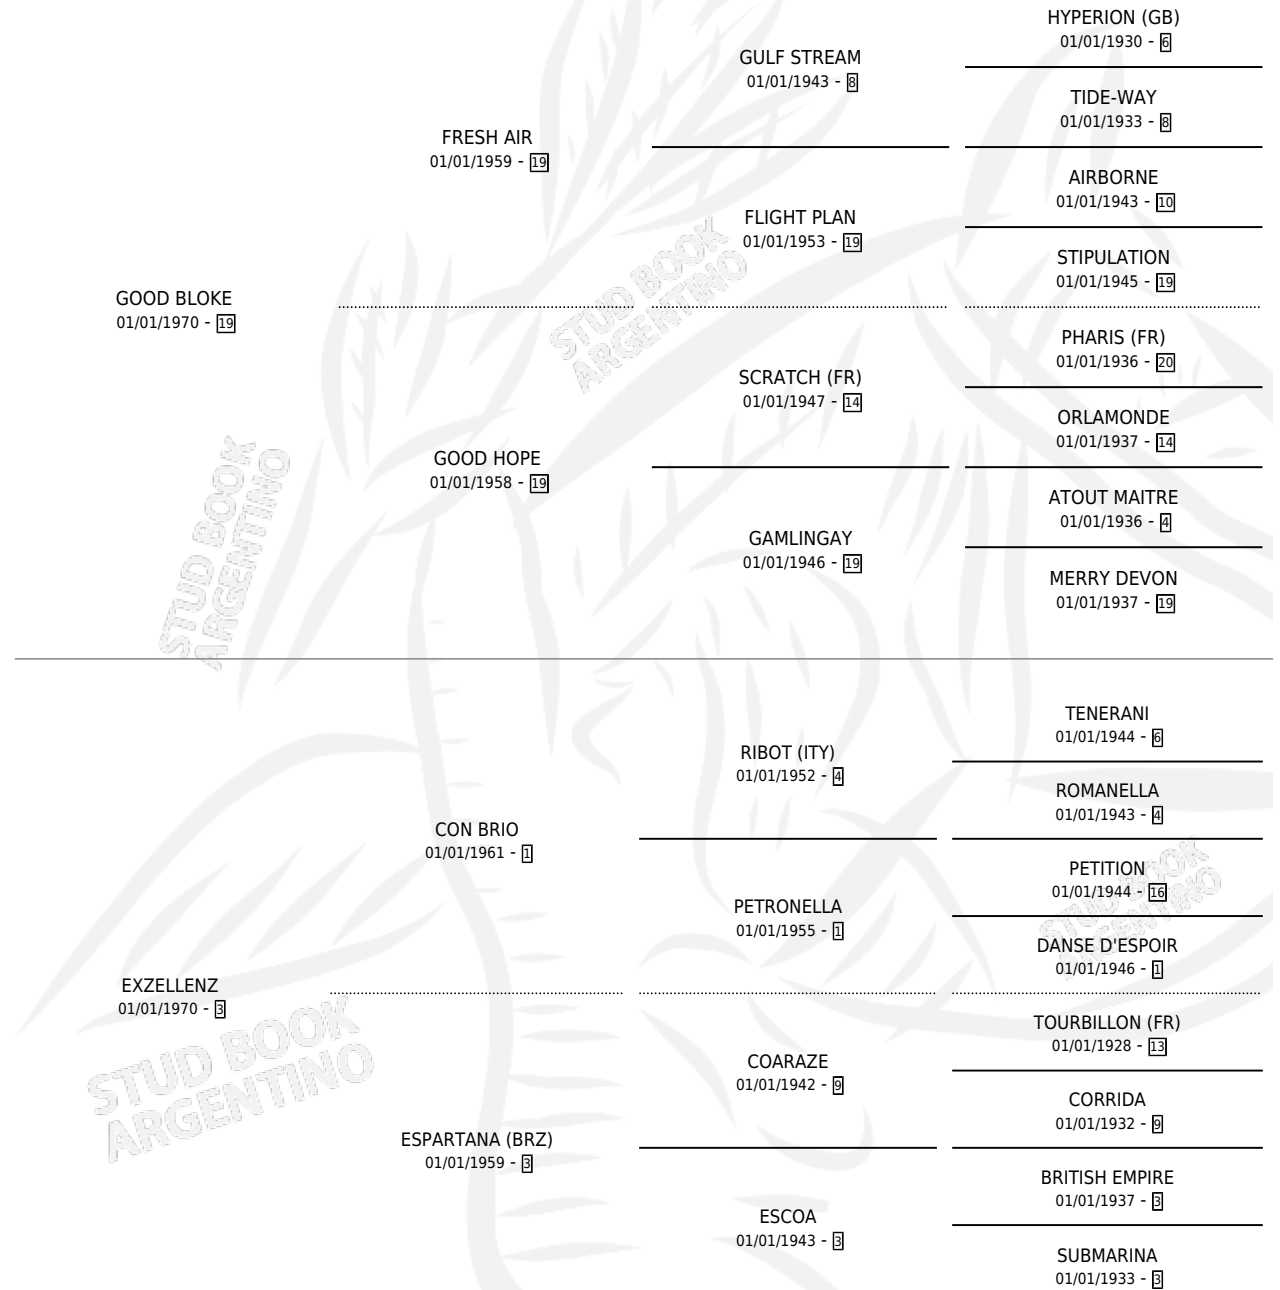 HYPERION (GB)
01/01/1930 - 6
GULF STREAM
01/01/1943 - 8
TIDE-WAY
01/01/1933 - 8
FRESH AIR
01/01/1959 - 19
AIRBORNE
01/01/1943 - 10
FLIGHT PLAN
01/01/1953 - 19
STIPULATION
01/01/1945 - 19
GOOD BLOKE
01/01/1970 - 19
PHARIS (FR)
01/01/1936 - 20
SCRATCH (FR)
01/01/1947 - 14
ORLAMONDE
01/01/1937 - 14
GOOD HOPE
01/01/1958 - 19
ATOUT MAITRE
01/01/1936 - 4
GAMLINGAY
01/01/1946 - 19
MERRY DEVON
01/01/1937 - 19
STUD BOOK
ARGENTINO
STUD BOOK
ARGENTINO
TENERANI
01/01/1944 - 6
RIBOT (ITY)
01/01/1952 - 4
ROMANELLA
01/01/1943 - 4
CON BRIO
01/01/1961 - 1
PETITION
01/01/1944 - 16
PETRONELLA
01/01/1955 - 1
DANSE D'ESPOIR
01/01/1946 - 1
EXZELLENZ
01/01/1970 - 3
TOURBILLON (FR)
01/01/1928 - 13
COARAZE
01/01/1942 - 9
CORRIDA
01/01/1932 - 9
ESPARTANA (BRZ)
01/01/1959 - 3
BRITISH EMPIRE
01/01/1937 - 3
ESCOA
01/01/1943 - 3
SUBMARINA
01/01/1933 - 3
STUD BOOK
ARGENTINO
STUD BOOK
ARGENTINO